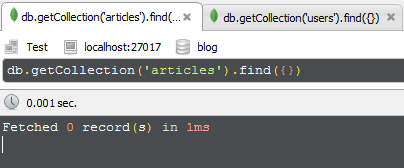 db.getCollection('articles').find(... db.getCollection('users').find({})
Test localhost:27017 blog
db.getCollection('articles').find({})
0.001 sec.
Fetched 0 record(s) in 1ms